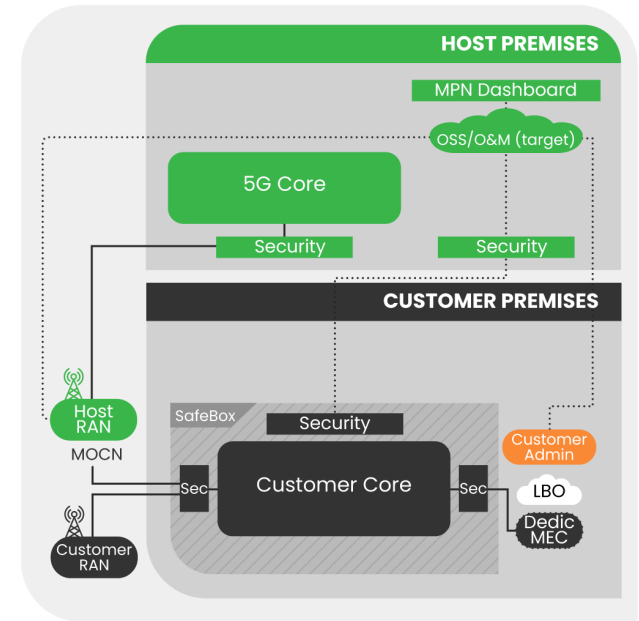 HOST PREMISES
MPN Dashboard
OSS/O&M (target)
5G Core
Security
Security
CUSTOMER PREMISES
Host
RAN
MOCN
SafeBox
Security
Customer
Admin
Sec
Customer Core
Sec
LBO
Dedic
MEC
Customer
RAN